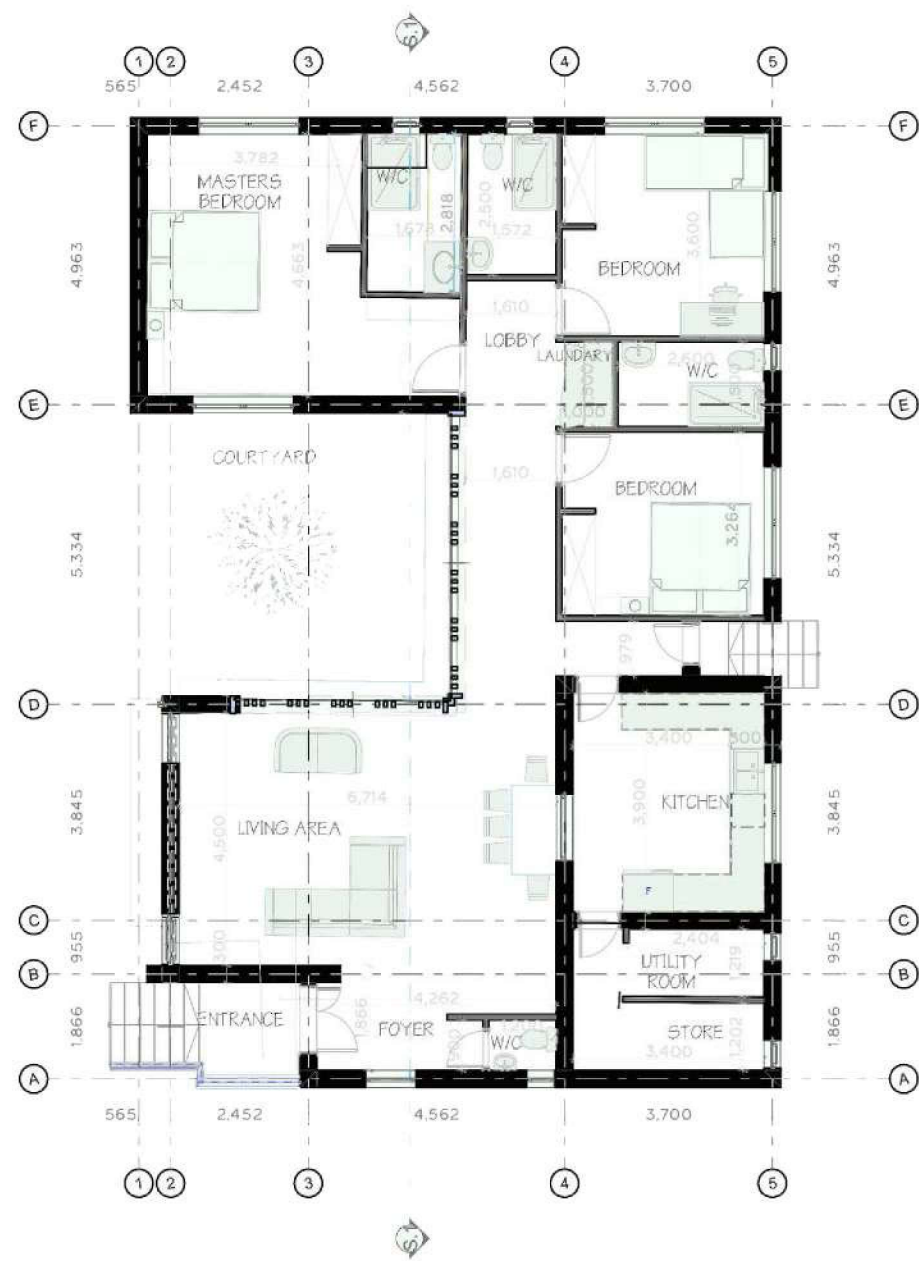 S.1
1 2 3 4 5
565 2,452 4,562 3,700
F F
3,782
MASTERS
BEDROOM
W/C
W/C
1,678
2,818
2,500
1,572
4,963
4,663
3,600
4,963
BEDROOM
1,610
LOBBY
LAUNDARY
2,600
W/C
E E
COURTYARD
1,610
BEDROOM
5,334
3,264
5,334
979
D D
3,400
6,714
3,845
LIVING AREA
4,500
3,900
KITCHEN
3,845
F
C C
955
300
2,404
UTILITY
ROOM
1,219
955
B B
1,866
ENTRANCE
4,262
1,866
FOYER
W/C
STORE
3,400
1,202
1,866
A A
565 2,452 4,562 3,700
1 2 3 4 5
S.1